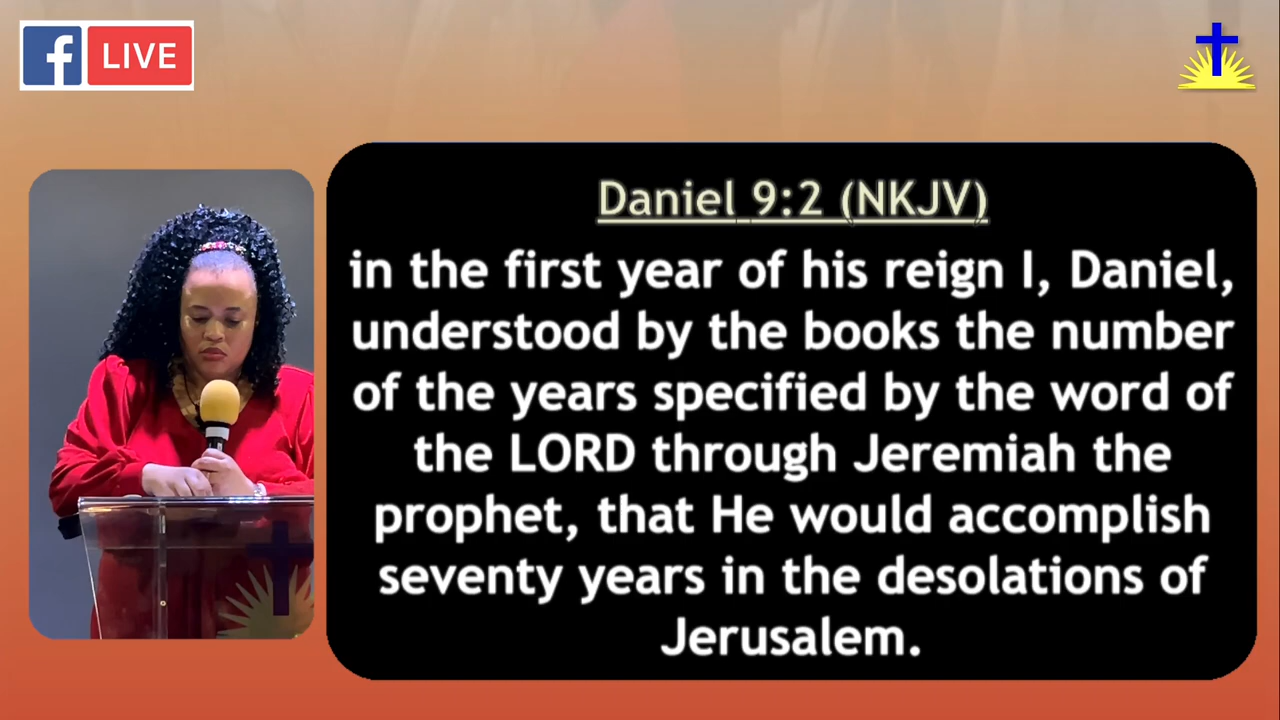 f LIVE
Daniel 9:2 (NKJV)
in the first year of his reign I, Daniel,
understood by the books the number
of the years specified by the word of
the LORD through Jeremiah the
prophet, that He would accomplish
seventy years in the desolations of
Jerusalem.